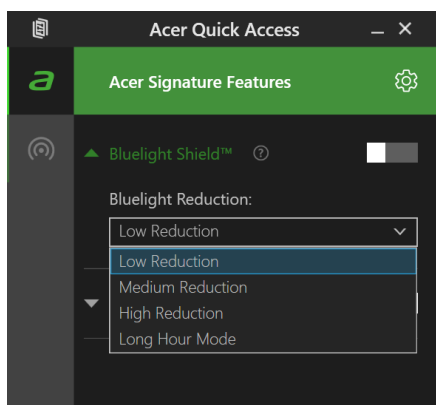 Acer Quick Access
a
Acer Signature Features
Bluelight Shield™ ?
Bluelight Reduction:
Low Reduction
Low Reduction
Medium Reduction
High Reduction
Long Hour Mode